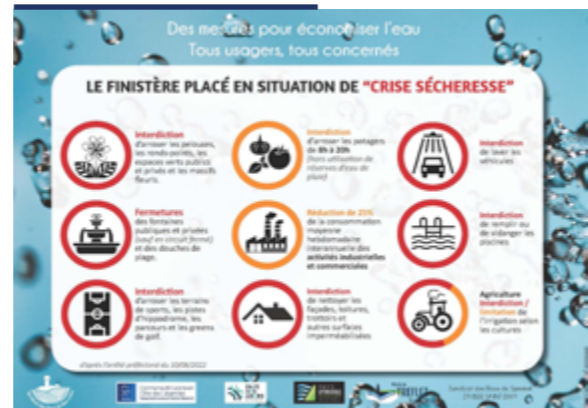 Des mesures pour économiser l'eau
Tous usagers, tous concernés
LE FINISTÈRE PLACÉ EN SITUATION DE "CRISE SÉCHERESSE"
Interdiction
d'arroser les pelouses,
les ronds-points, les
espaces verts publics
et privés et les massifs
fleuris.
Interdiction
d'arroser les potagers
de 8h à 20h
(hors utilisation de
réserves d'eau de
pluie)
Interdiction
de laver les
véhicules
Fermetures
des fontaines
publiques et privées
(sauf en circuit fermé)
et des douches de
plage.
Réduction de 25%
de la consommation
moyenne
hebdomadaire
interannuelle des
activités industrielles
et commerciales
Interdiction
de remplir ou
de vidanger les
piscines
Interdiction
d'arroser les terrains
de sports, les pistes
d'hippodrome, les
parcours et les greens
de golf.
Interdiction
de nettoyer les
façades, toitures,
trottoirs et
autres surfaces
imperméabilisées
Agriculture
Interdiction /
limitation de
l'irrigation selon
les cultures
d'après l'arrêté préfectoral du 10/08/2022